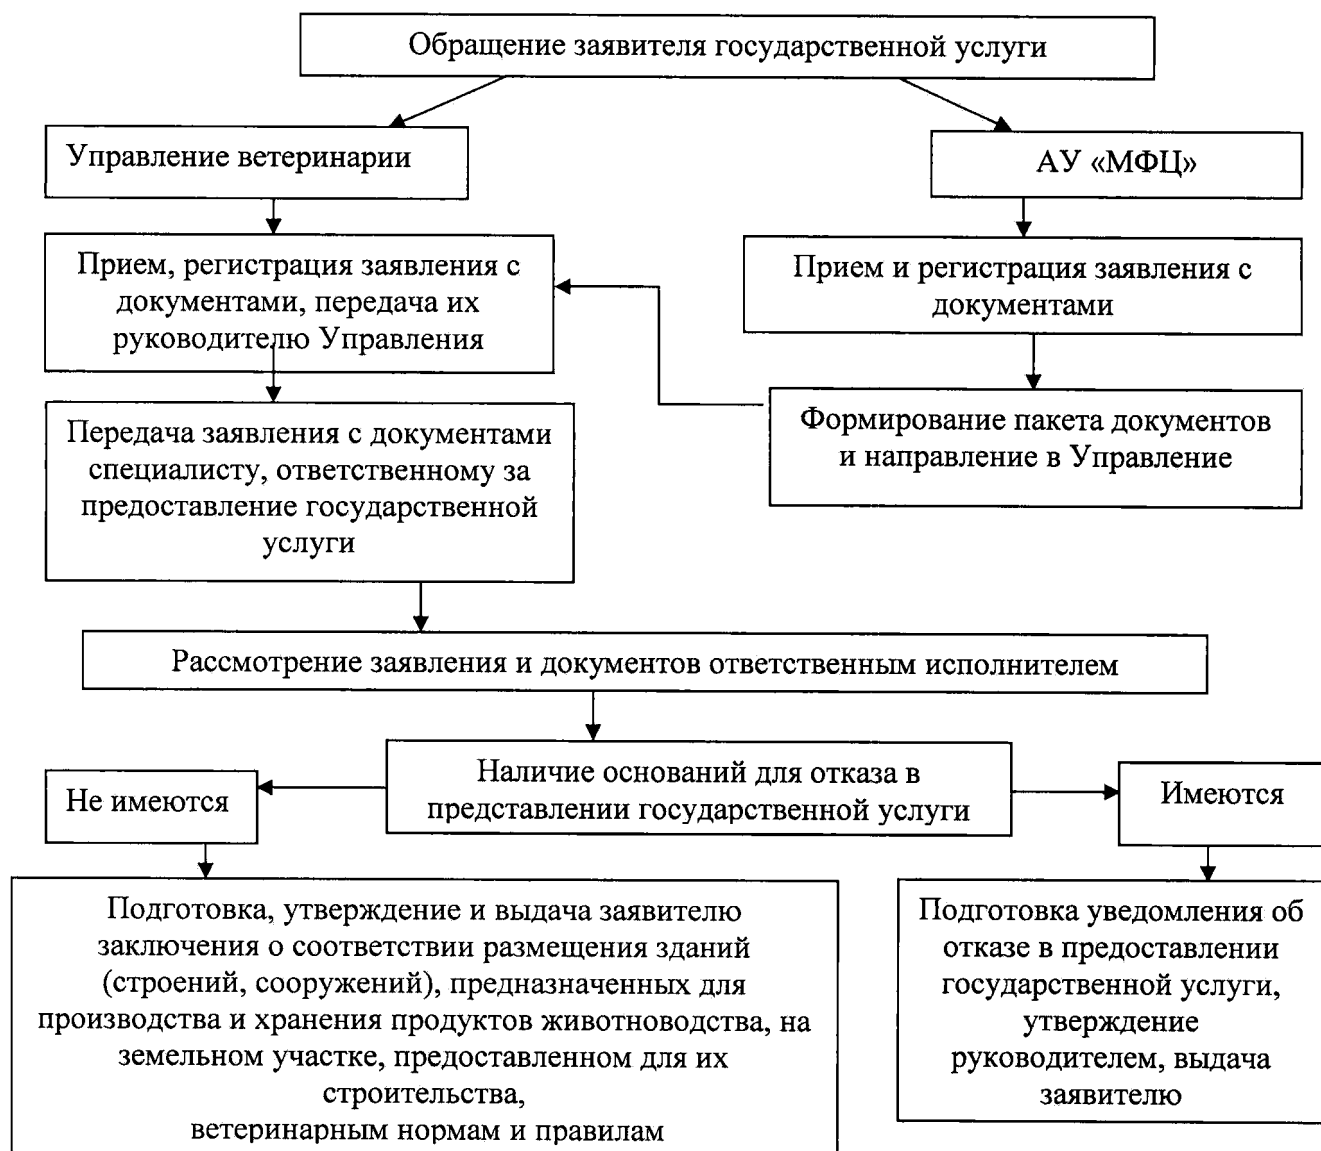 Обращение заявителя государственной услуги
Управление ветеринарии
АУ «МФЦ»
Прием, регистрация заявления с
документами, передача их
руководителю Управления
Прием и регистрация заявления с
документами
Передача заявления с документами
специалисту, ответственному за
предоставление государственной
услуги
Формирование пакета документов
и направление в Управление
Рассмотрение заявления и документов ответственным исполнителем
Наличие оснований для отказа в
представлении государственной услуги
Не имеются
Имеются
Подготовка, утверждение и выдача заявителю
заключения о соответствии размещения зданий
(строений, сооружений), предназначенных для
производства и хранения продуктов животноводства, на
земельном участке, предоставленном для их
строительства,
ветеринарным нормам и правилам
Подготовка уведомления об
отказе в предоставлении
государственной услуги,
утверждение
руководителем, выдача
заявителю